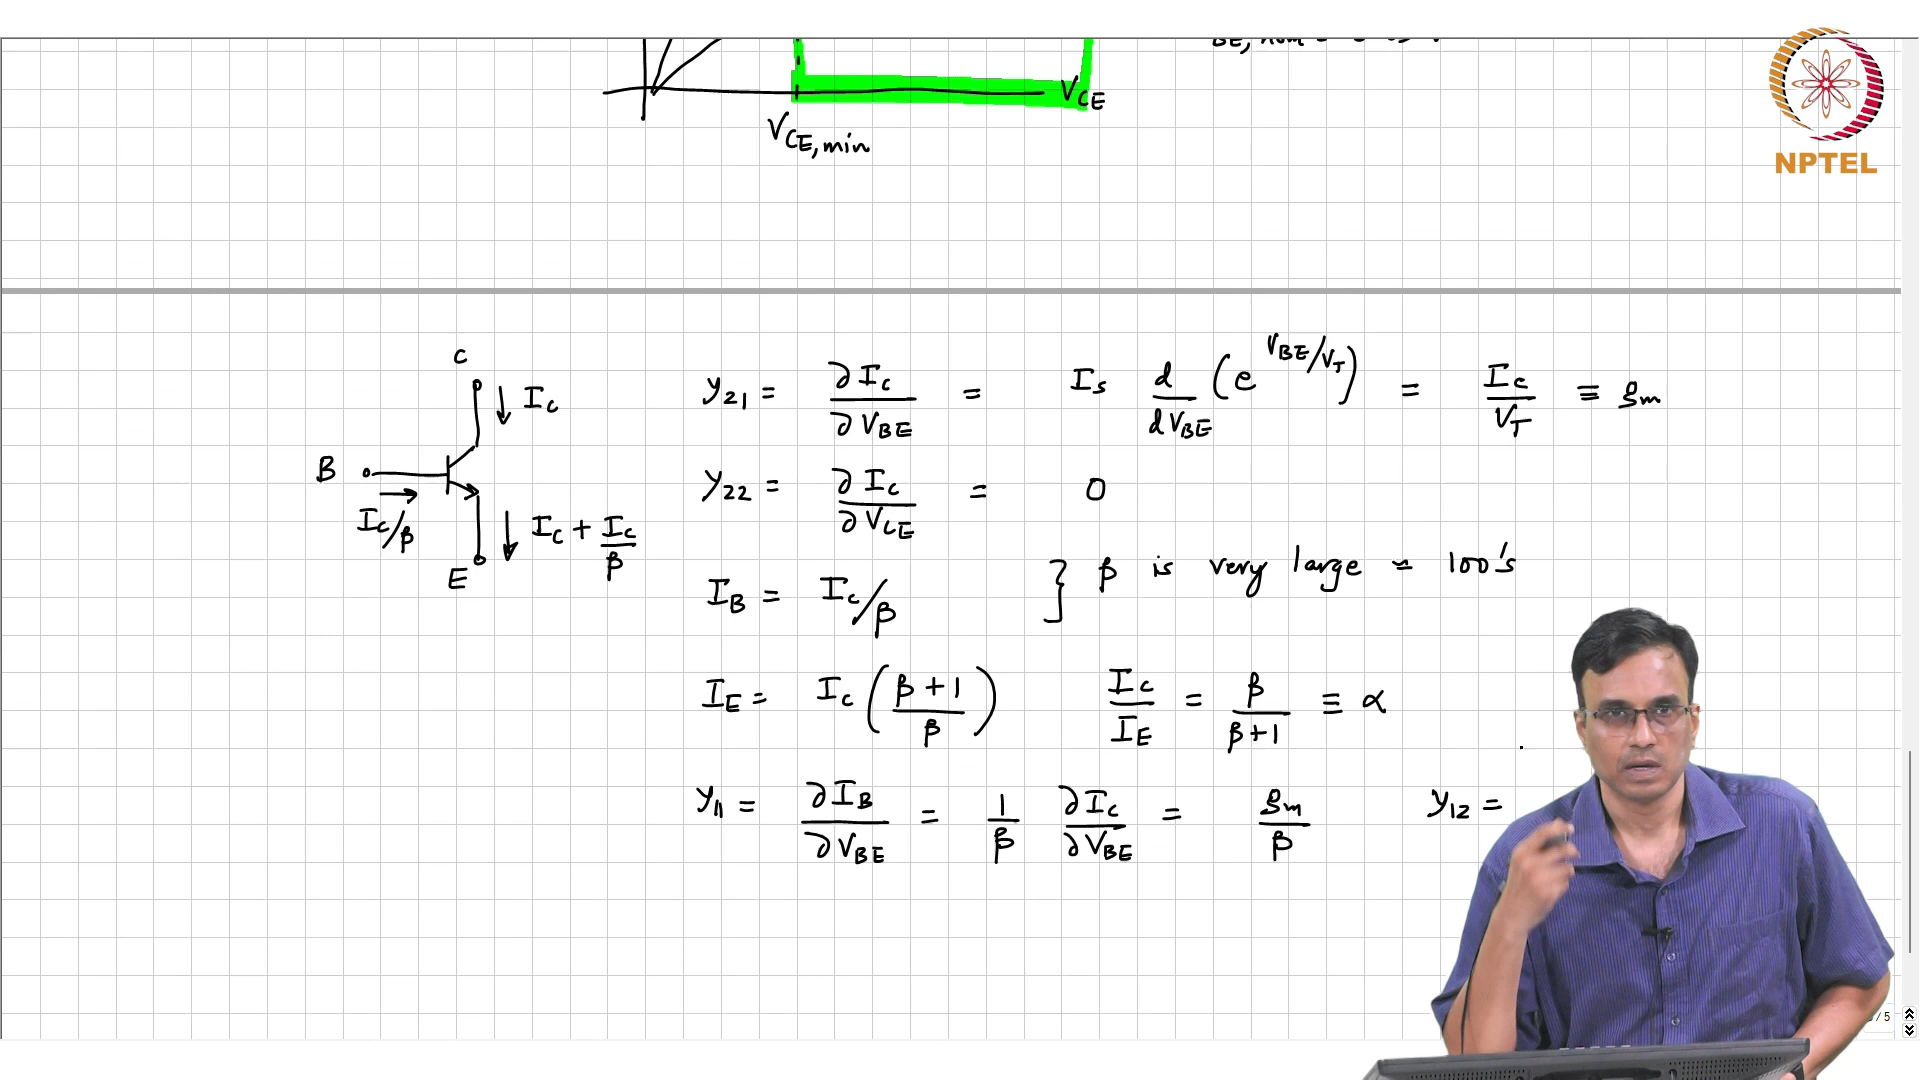 V_CE
V_CE,min
NPTEL
C
I_C
B
I_C/β
I_C + I_C/β
E
y_21 = ∂I_C/∂V_BE = I_s d/dV_BE (e^{V_BE/V_T}) = I_C/V_T ≡ g_m
y_22 = ∂I_C/∂V_CE = 0
I_B = I_C/β } β is very large ≈ 100's
I_E = I_C ((β+1)/β) I_C/I_E = β/(β+1) ≡ α
y_11 = ∂I_B/∂V_BE = 1/β ∂I_C/∂V_BE = g_m/β y_12 =
/5